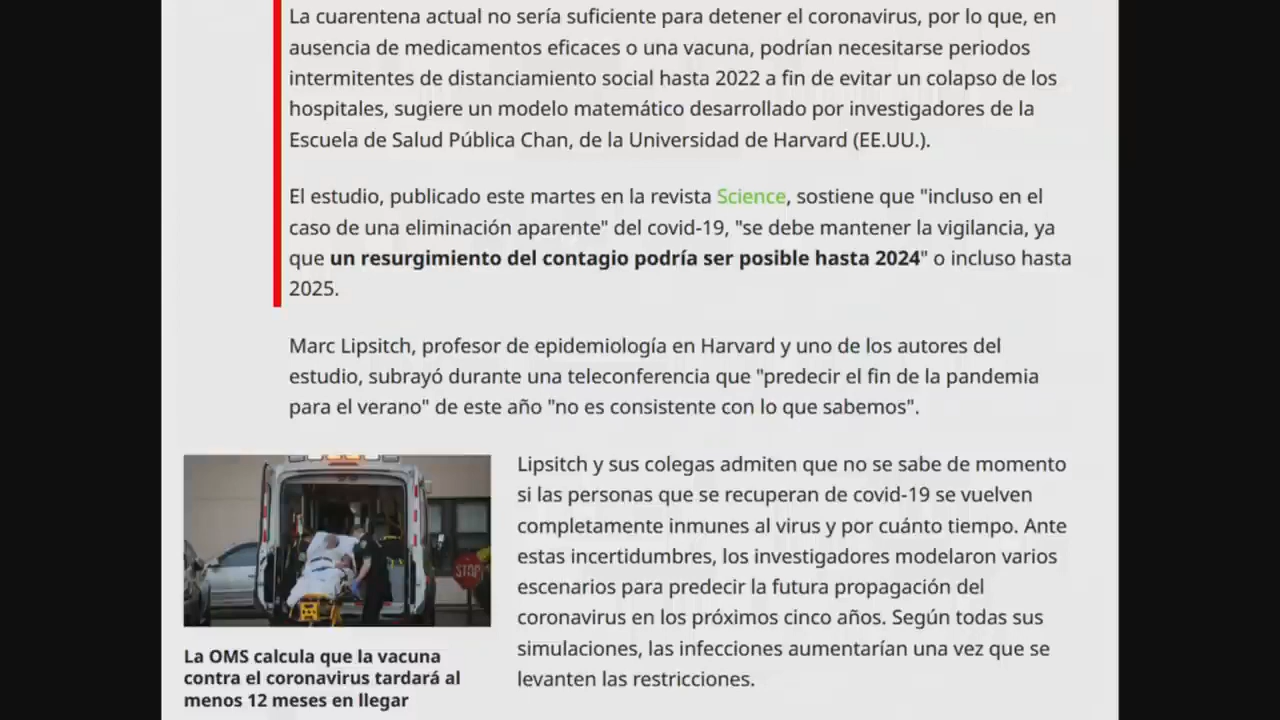 La cuarentena actual no sería suficiente para detener el coronavirus, por lo que, en
ausencia de medicamentos eficaces o una vacuna, podrían necesitarse periodos
intermitentes de distanciamiento social hasta 2022 a fin de evitar un colapso de los
hospitales, sugiere un modelo matemático desarrollado por investigadores de la
Escuela de Salud Pública Chan, de la Universidad de Harvard (EE.UU.).
El estudio, publicado este martes en la revista Science, sostiene que "incluso en el
caso de una eliminación aparente" del covid-19, "se debe mantener la vigilancia, ya
que un resurgimiento del contagio podría ser posible hasta 2024" o incluso hasta
2025.
Marc Lipsitch, profesor de epidemiología en Harvard y uno de los autores del
estudio, subrayó durante una teleconferencia que "predecir el fin de la pandemia
para el verano" de este año "no es consistente con lo que sabemos".
Lipsitch y sus colegas admiten que no se sabe de momento
si las personas que se recuperan de covid-19 se vuelven
completamente inmunes al virus y por cuánto tiempo. Ante
estas incertidumbres, los investigadores modelaron varios
escenarios para predecir la futura propagación del
coronavirus en los próximos cinco años. Según todas sus
simulaciones, las infecciones aumentarían una vez que se
levanten las restricciones.
STOP
La OMS calcula que la vacuna
contra el coronavirus tardará al
menos 12 meses en llegar